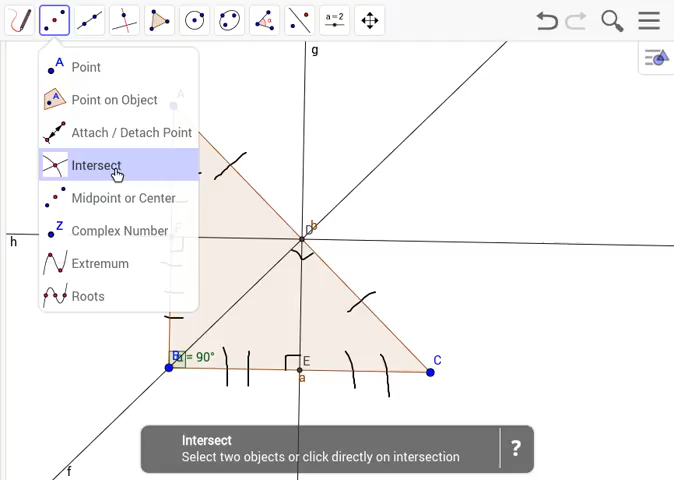 a=2
g
A
Point
Point on Object
Attach / Detach Point
Intersect
Midpoint or Center
Complex Number
Extremum
Roots
D
b
h
B
= 90°
E
a
C
f
Intersect
Select two objects or click directly on intersection
?